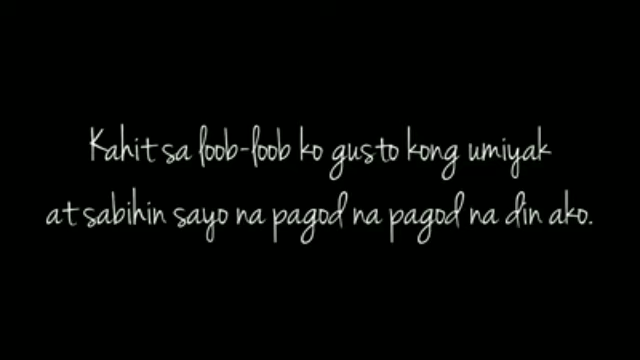 Kahit sa loob-loob ko gusto kong umiyak
at sabihin sayo na pagod na pagod na din ako.